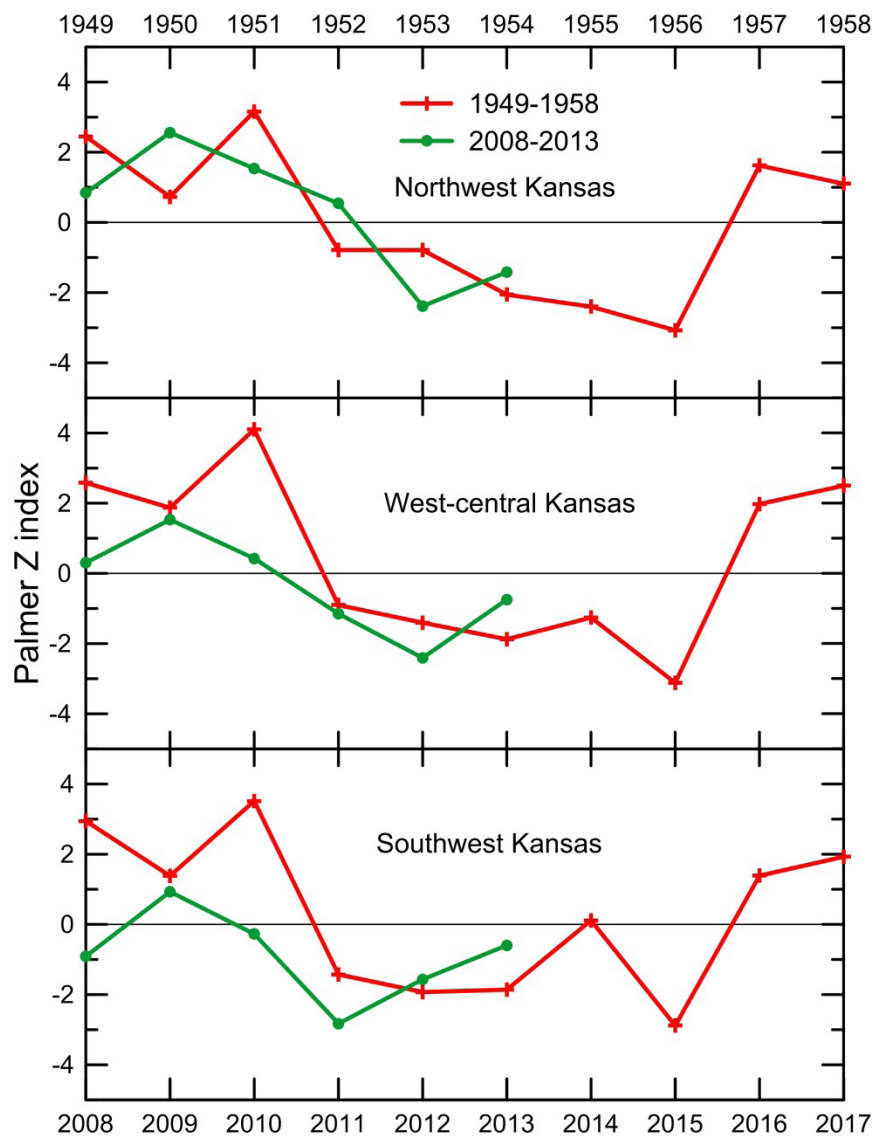 1949 1950 1951 1952 1953 1954 1955 1956 1957 1958
4
1949-1958
2008-2013
2
Northwest Kansas
0
-2
-4
4
West-central Kansas
2
0
-2
-4
Palmer Z index
4
Southwest Kansas
2
0
-2
-4
2008 2009 2010 2011 2012 2013 2014 2015 2016 2017